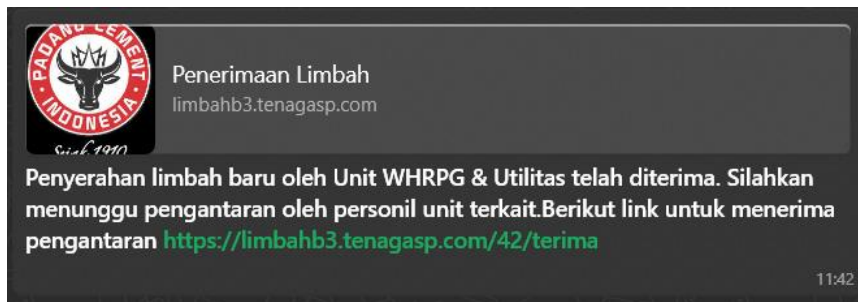 PADANG CEMENT INDONESIA
Sejak 1910
Penerimaan Limbah
limbahb3.tenagasp.com
Penyerahan limbah baru oleh Unit WHRPG & Utilitas telah diterima. Silahkan
menunggu pengantaran oleh personil unit terkait.Berikut link untuk menerima
pengantaran https://limbahb3.tenagasp.com/42/terima
11:42